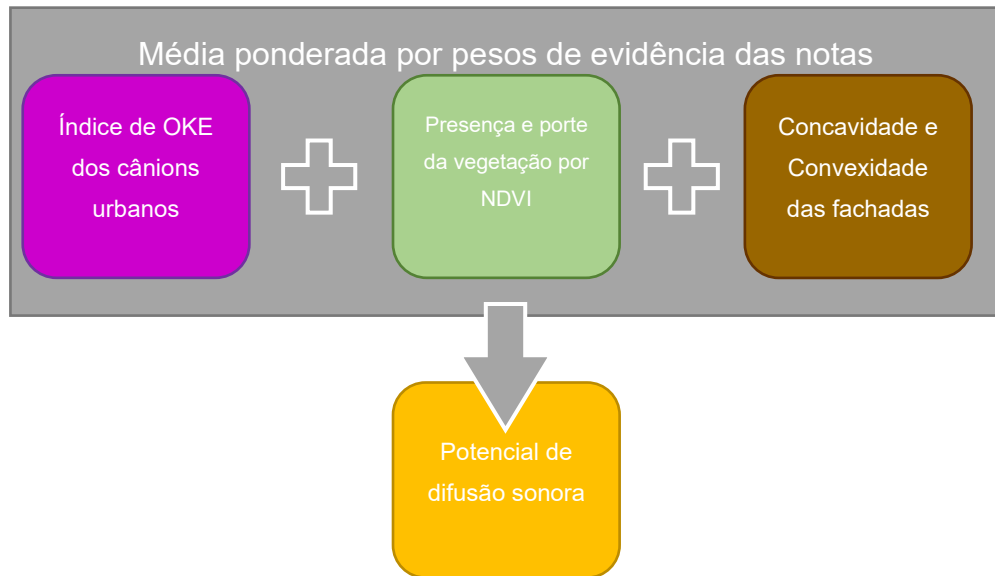 Média ponderada por pesos de evidência das notas
Índice de OKE
dos cânions
urbanos
Presença e porte
da vegetação por
NDVI
Concavidade e
Convexidade
das fachadas
Potencial de
difusão sonora